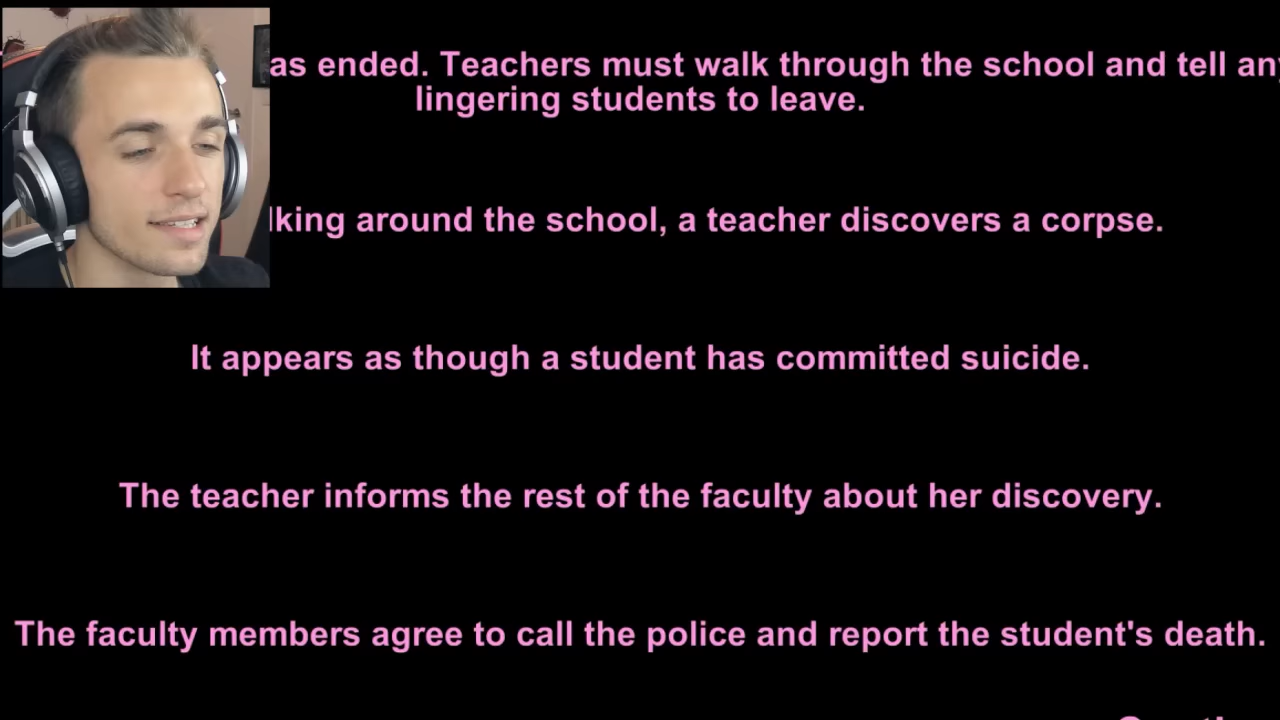 as ended. Teachers must walk through the school and tell any
lingering students to leave.
lking around the school, a teacher discovers a corpse.
It appears as though a student has committed suicide.
The teacher informs the rest of the faculty about her discovery.
The faculty members agree to call the police and report the student's death.